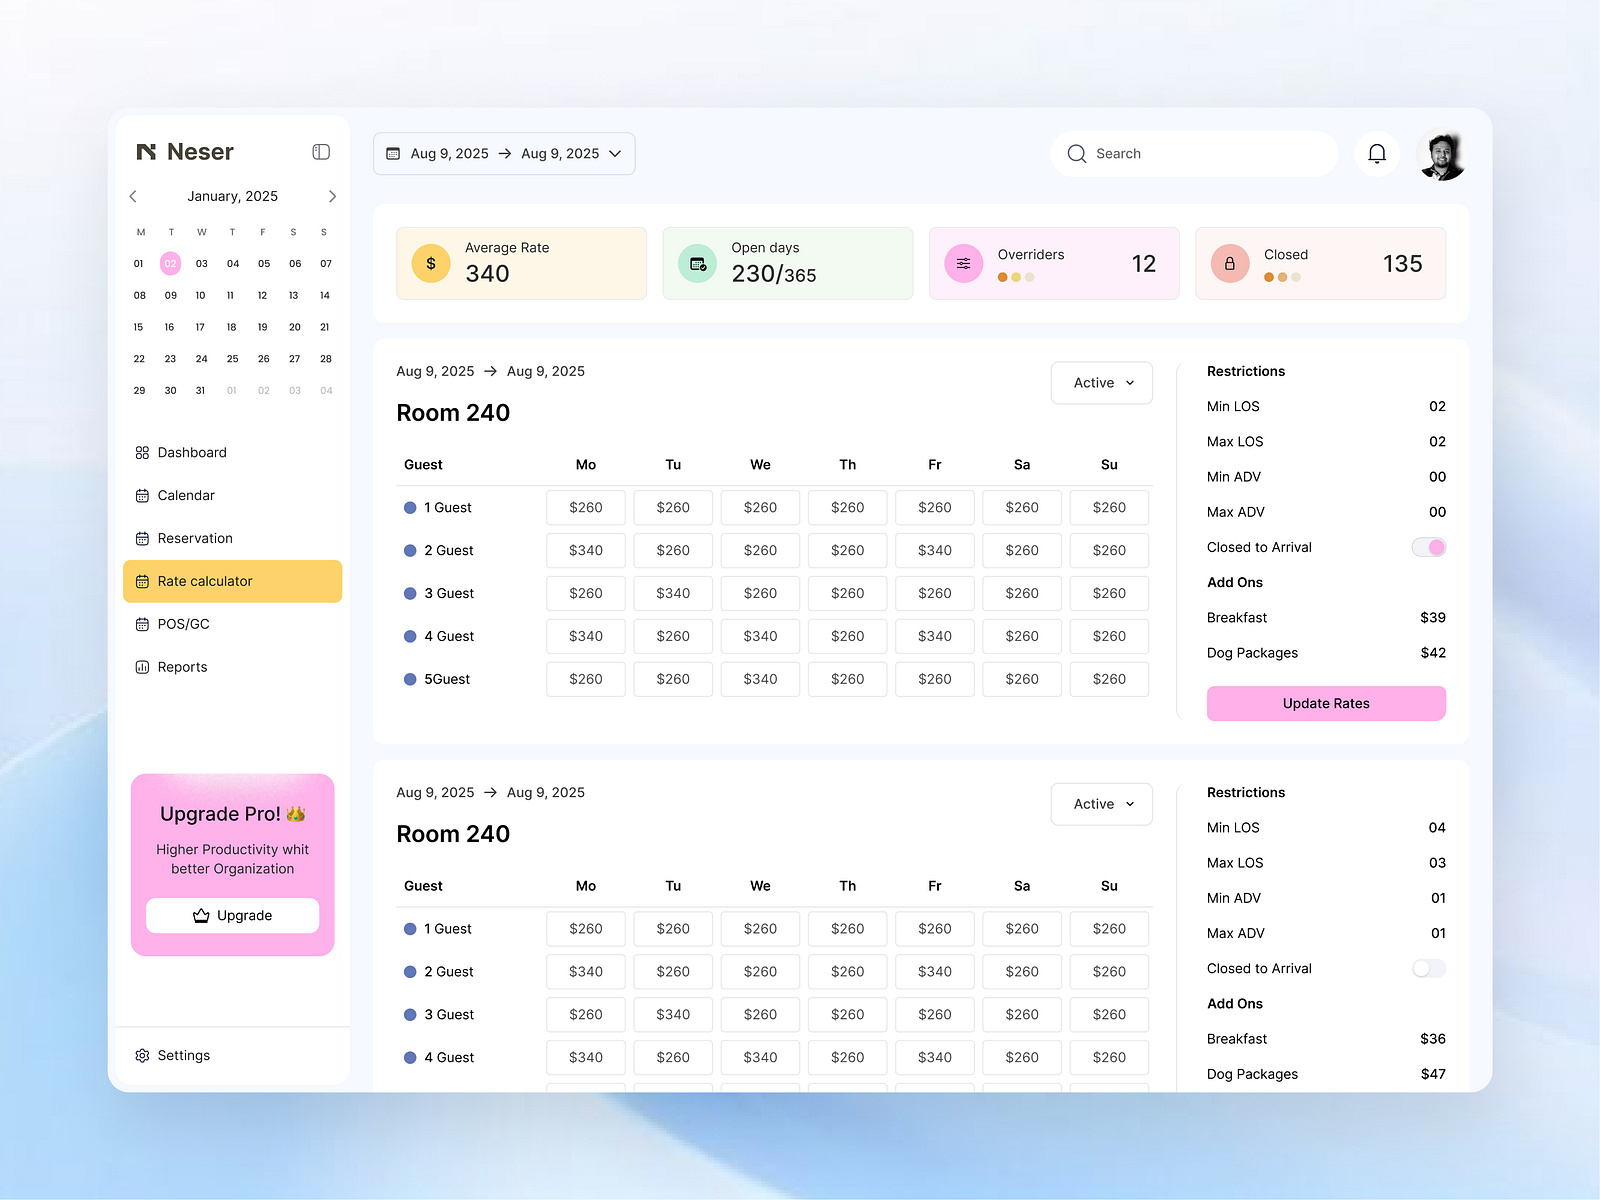 Neser
January, 2025
M T W T F S S
01 02 03 04 05 06 07
08 09 10 11 12 13 14
15 16 17 18 19 20 21
22 23 24 25 26 27 28
29 30 31 01 02 03 04
Dashboard
Calendar
Reservation
Rate calculator
POS/GC
Reports
Upgrade Pro!
Higher Productivity whit
better Organization
Upgrade
Settings
Aug 9, 2025 → Aug 9, 2025
Search
$
Average Rate
340
Open days
230/365
Overriders
12
Closed
135
Aug 9, 2025 → Aug 9, 2025
Room 240
Active
Guest Mo Tu We Th Fr Sa Su
1 Guest $260 $260 $260 $260 $260 $260 $260
2 Guest $340 $260 $260 $260 $340 $260 $260
3 Guest $260 $340 $260 $260 $260 $260 $260
4 Guest $340 $260 $340 $260 $340 $260 $260
5Guest $260 $260 $340 $260 $260 $260 $260
Restrictions
Min LOS 02
Max LOS 02
Min ADV 00
Max ADV 00
Closed to Arrival
Add Ons
Breakfast $39
Dog Packages $42
Update Rates
Aug 9, 2025 → Aug 9, 2025
Room 240
Active
Guest Mo Tu We Th Fr Sa Su
1 Guest $260 $260 $260 $260 $260 $260 $260
2 Guest $340 $260 $260 $260 $340 $260 $260
3 Guest $260 $340 $260 $260 $260 $260 $260
4 Guest $340 $260 $340 $260 $340 $260 $260
Restrictions
Min LOS 04
Max LOS 03
Min ADV 01
Max ADV 01
Closed to Arrival
Add Ons
Breakfast $36
Dog Packages $47